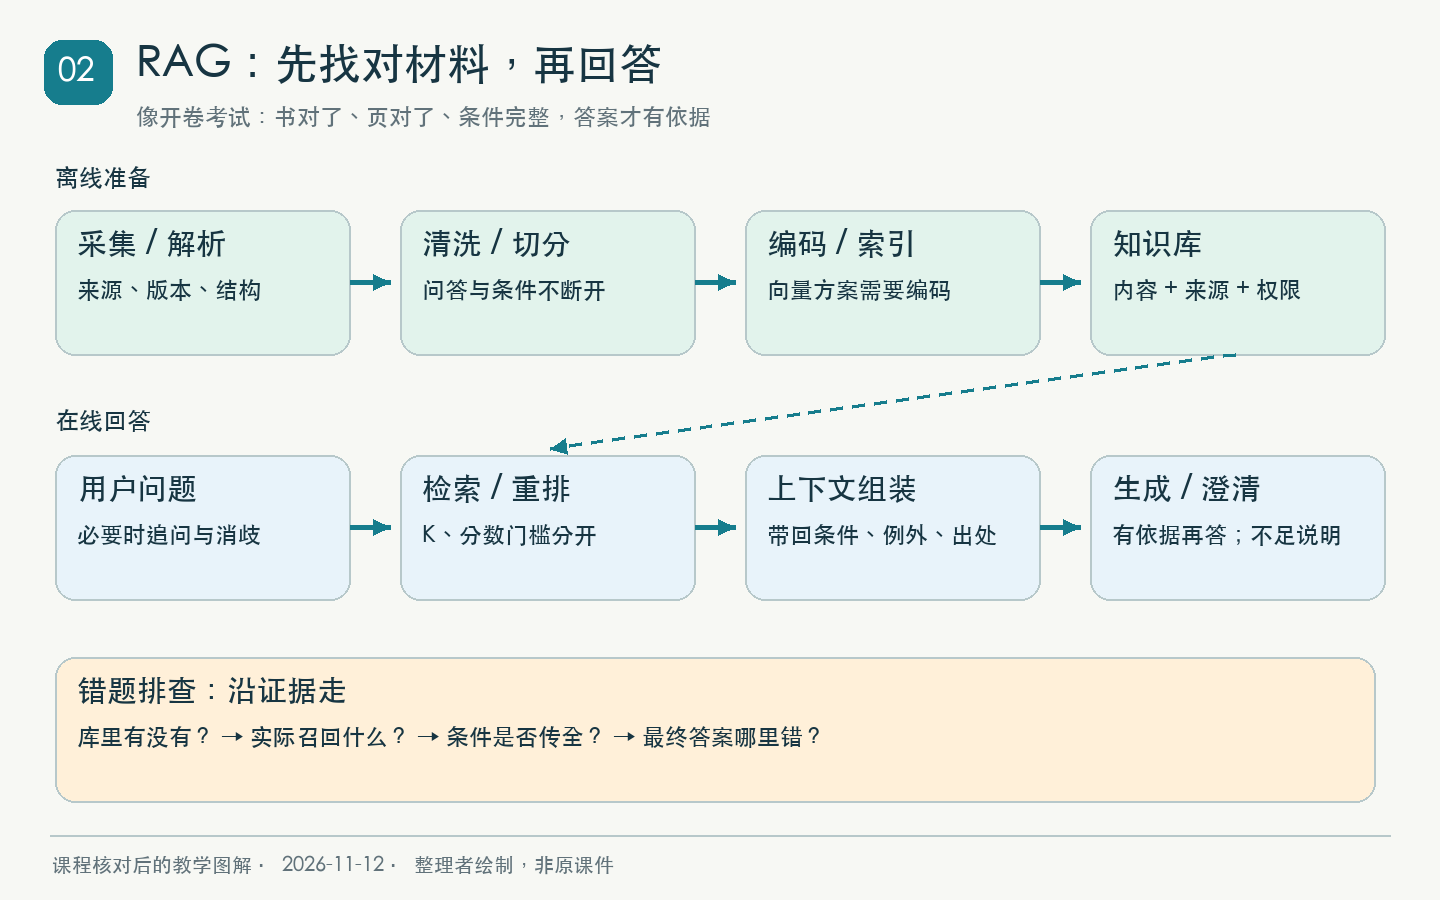 02
RAG：先找对材料，再回答
像开卷考试：书对了、页对了、条件完整，答案才有依据
离线准备
采集 / 解析
来源、版本、结构
清洗 / 切分
问答与条件不断开
编码 / 索引
向量方案需要编码
知识库
内容 + 来源 + 权限
在线回答
用户问题
必要时追问与消歧
检索 / 重排
K、分数门槛分开
上下文组装
带回条件、例外、出处
生成 / 澄清
有依据再答；不足说明
错题排查：沿证据走
库里有没有？ → 实际召回什么？ → 条件是否传全？ → 最终答案哪里错？
课程核对后的教学图解 · 2026-11-12 · 整理者绘制，非原课件